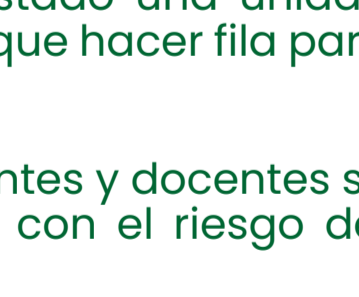 que hacer fila par
ntes y docentes s
con el riesgo d